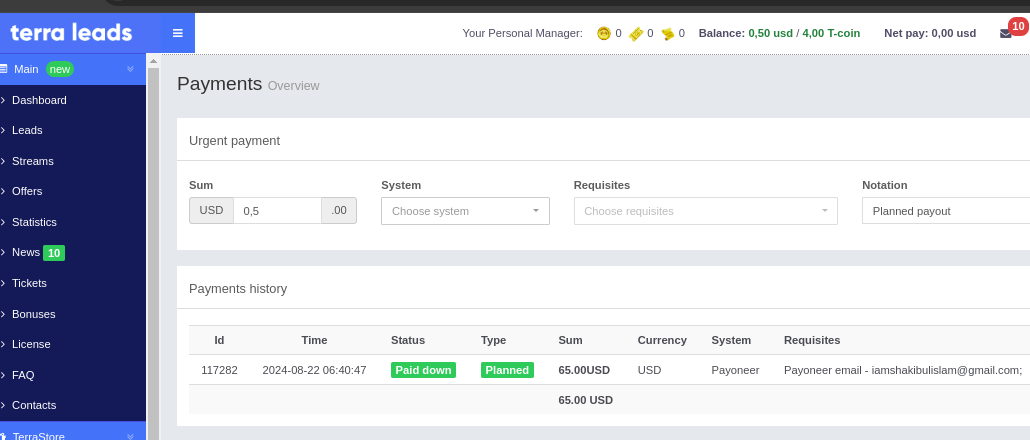 terra leads
Your Personal Manager: 0 0 0 Balance: 0,50 usd / 4,00 T-coin Net pay: 0,00 usd 10
Main new
Dashboard
Leads
Streams
Offers
Statistics
News 10
Tickets
Bonuses
License
FAQ
Contacts
TerraStore
Payments Overview
Urgent payment
Sum System Requisites Notation
USD 0,5 .00 Choose system Choose requisites Planned payout
Payments history
Id Time Status Type Sum Currency System Requisites
117282 2024-08-22 06:40:47 Paid down Planned 65.00USD USD Payoneer Payoneer email - iamshakibulislam@gmail.com;
65.00 USD